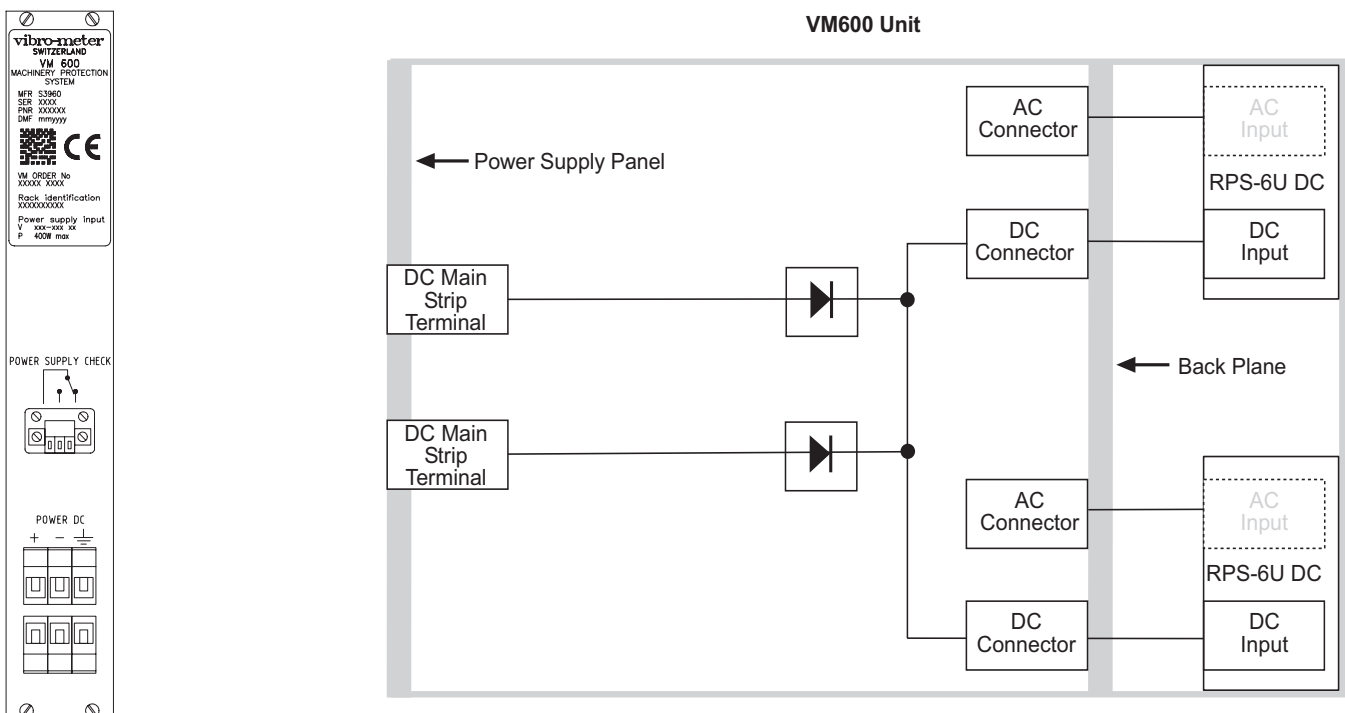 vibro-meter
SWITZERLAND
VM 600
MACHINERY PROTECTION
SYSTEM
MFR S3960
SER XXXX
PNR XXXXXX
DMF mmyyyy
CE
VM ORDER No
XXXXX XXXX
Rack identification
XXXXXXXXXX
Power supply input
V xxx-xxx xx
P 400W max
POWER SUPPLY CHECK
POWER DC
+ -
VM600 Unit
Power Supply Panel
AC
Connector
AC
Input
RPS-6U DC
DC
Connector
DC
Input
DC Main
Strip
Terminal
Back Plane
DC Main
Strip
Terminal
AC
Connector
AC
Input
RPS-6U DC
DC
Connector
DC
Input